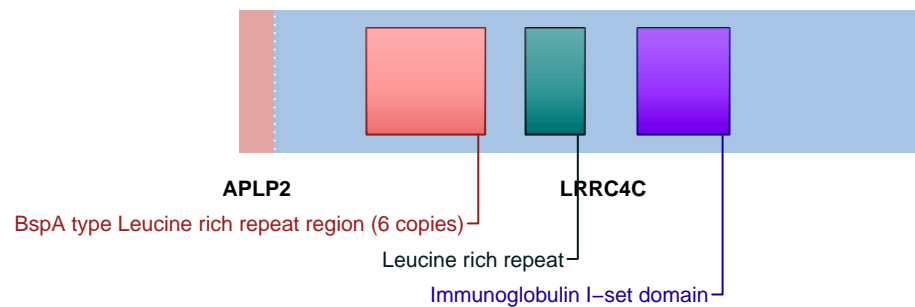 APLP2 LRRC4C
BspA type Leucine rich repeat region (6 copies)
Leucine rich repeat
Immunoglobulin I−set domain